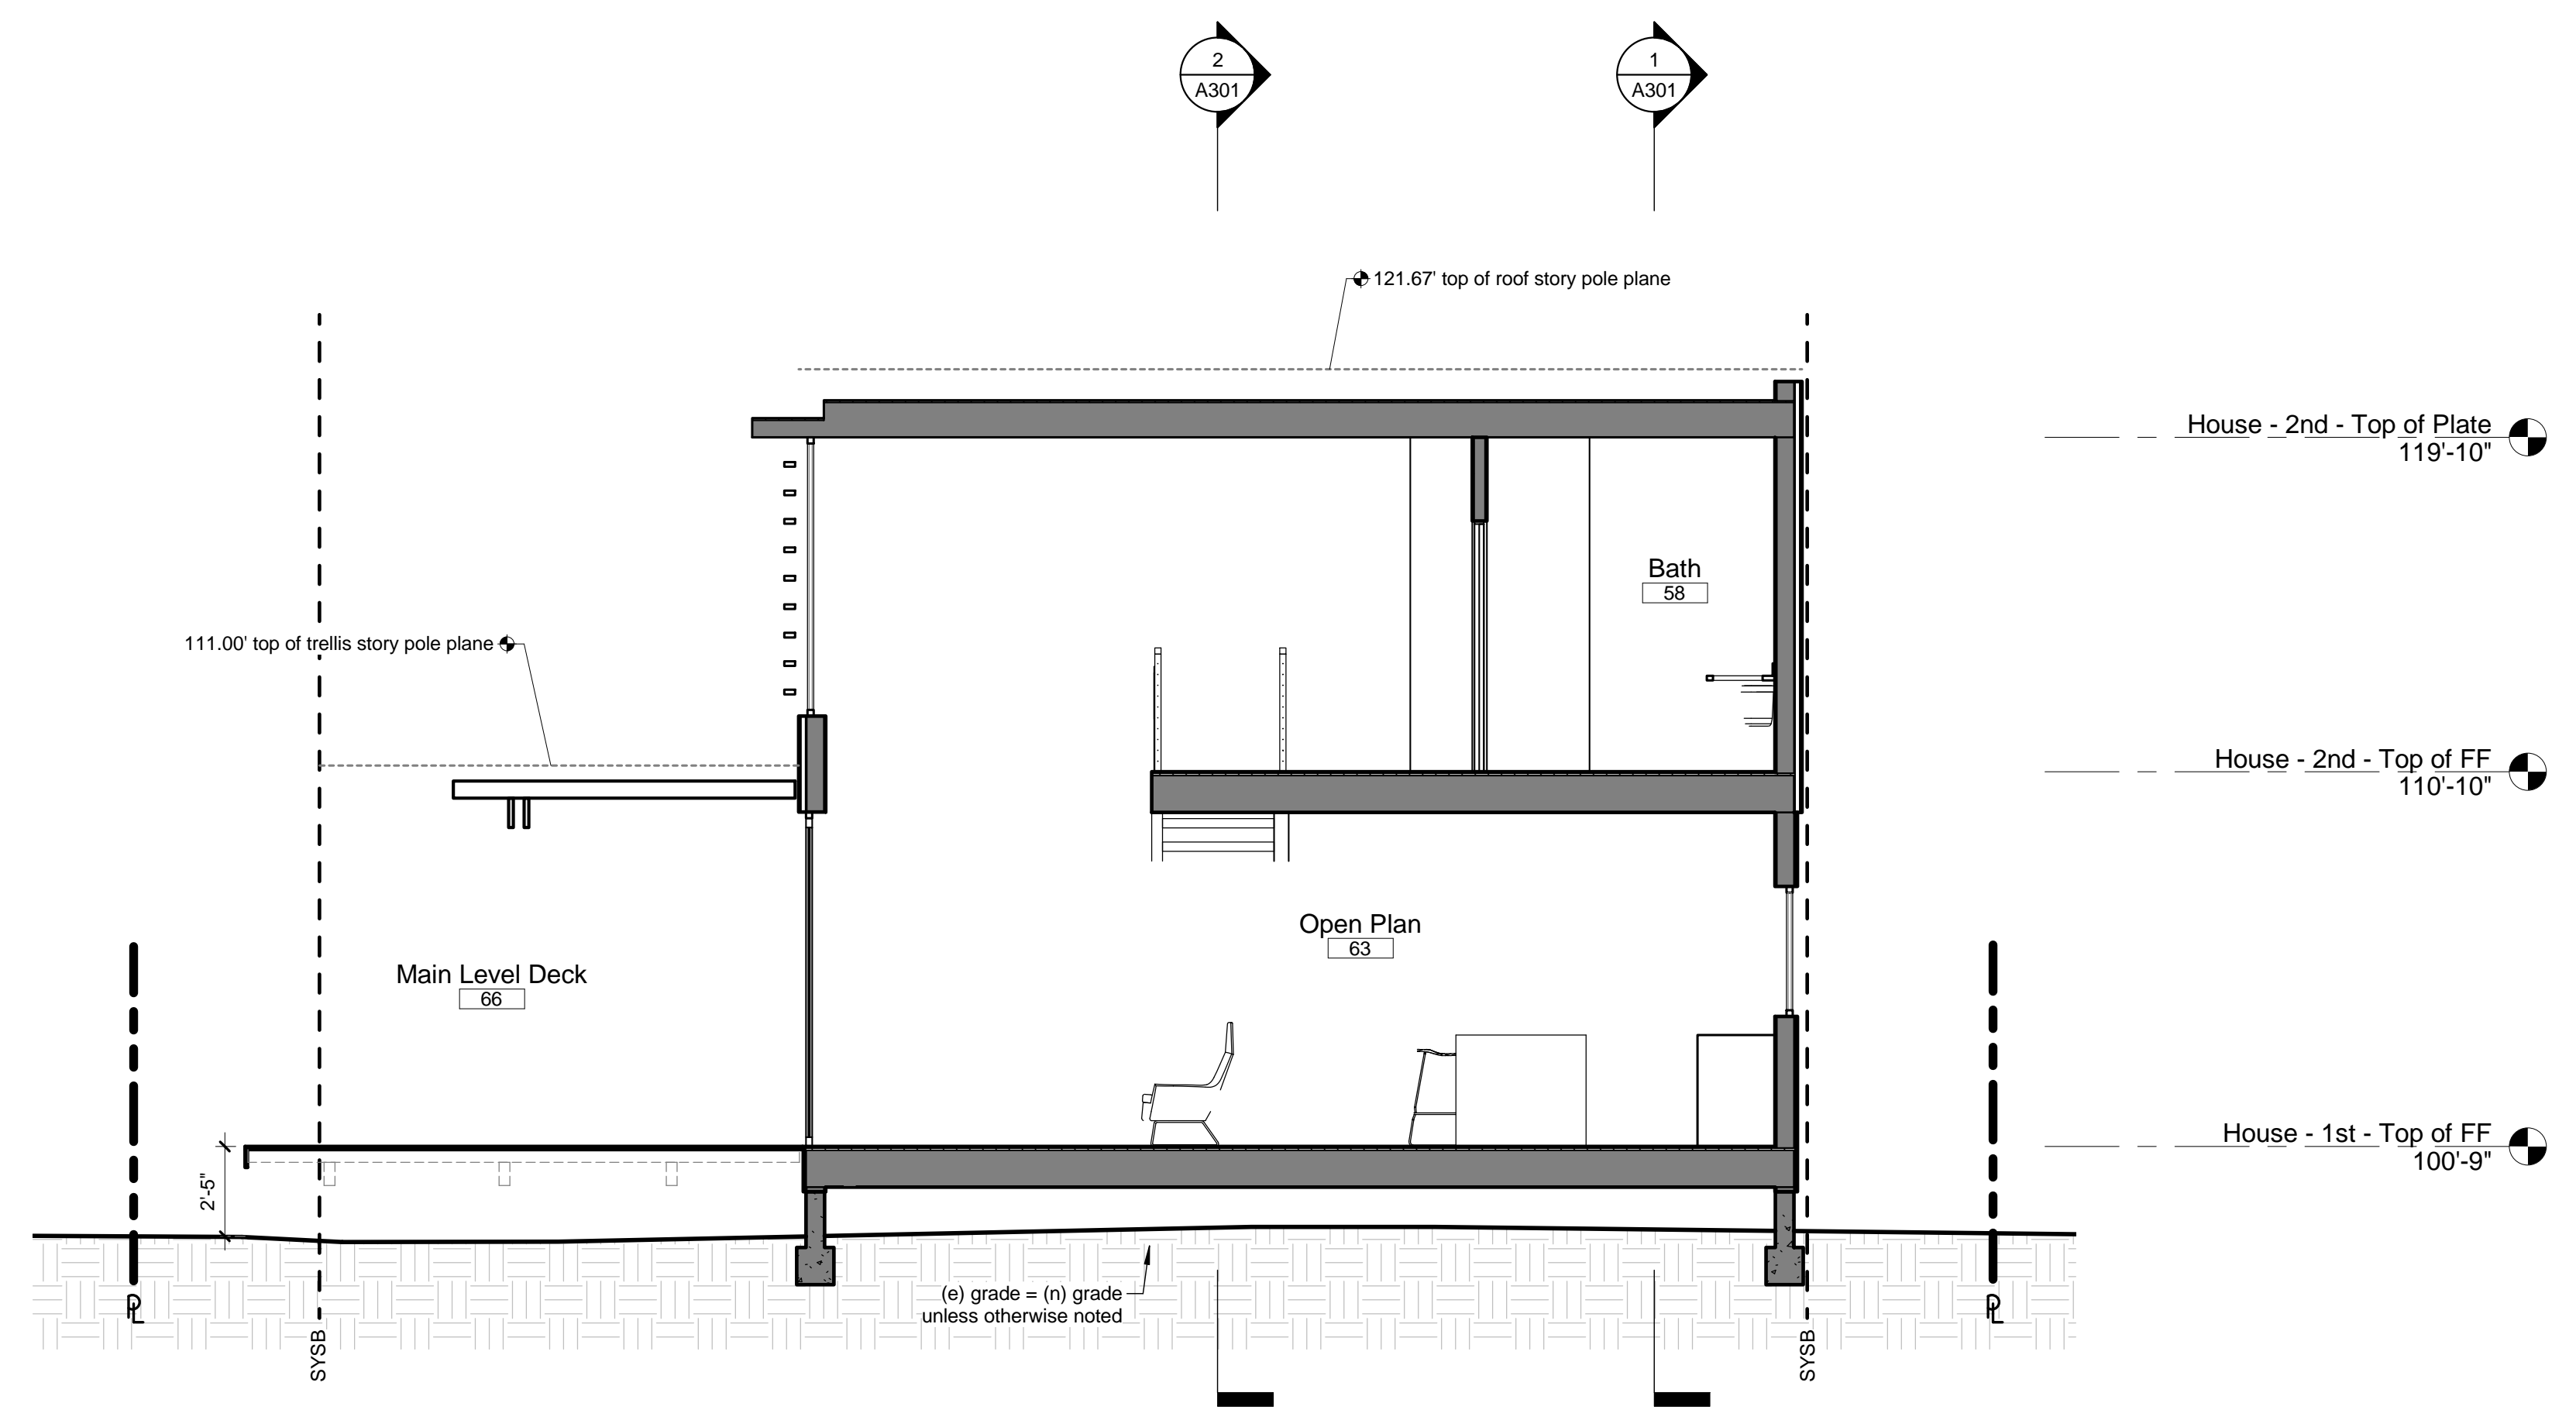 2
A301
1
A301
121.67' top of roof story pole plane
House - 2nd - Top of Plate
119'-10"
Bath
58
111.00' top of trellis story pole plane
House - 2nd - Top of FF
110'-10"
Open Plan
63
Main Level Deck
66
House - 1st - Top of FF
100'-9"
2'-5"
(e) grade = (n) grade
unless otherwise noted
PL
PL
SYSB
SYSB